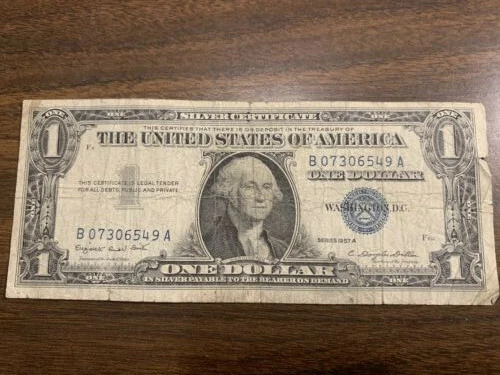 ONE ONE
SILVER CERTIFICATE
1 THIS CERTIFIES THAT THERE IS ON DEPOSIT IN THE TREASURY OF 1
THE UNITED STATES OF AMERICA
B 07306549 A
ONE DOLLAR
THIS CERTIFICATE IS LEGAL TENDER
FOR ALL DEBTS, PUBLIC AND PRIVATE
WASHINGTON, D.C.
B 07306549 A
SERIES 1957 A
1 ONE DOLLAR 1
IN SILVER PAYABLE TO THE BEARER ON DEMAND